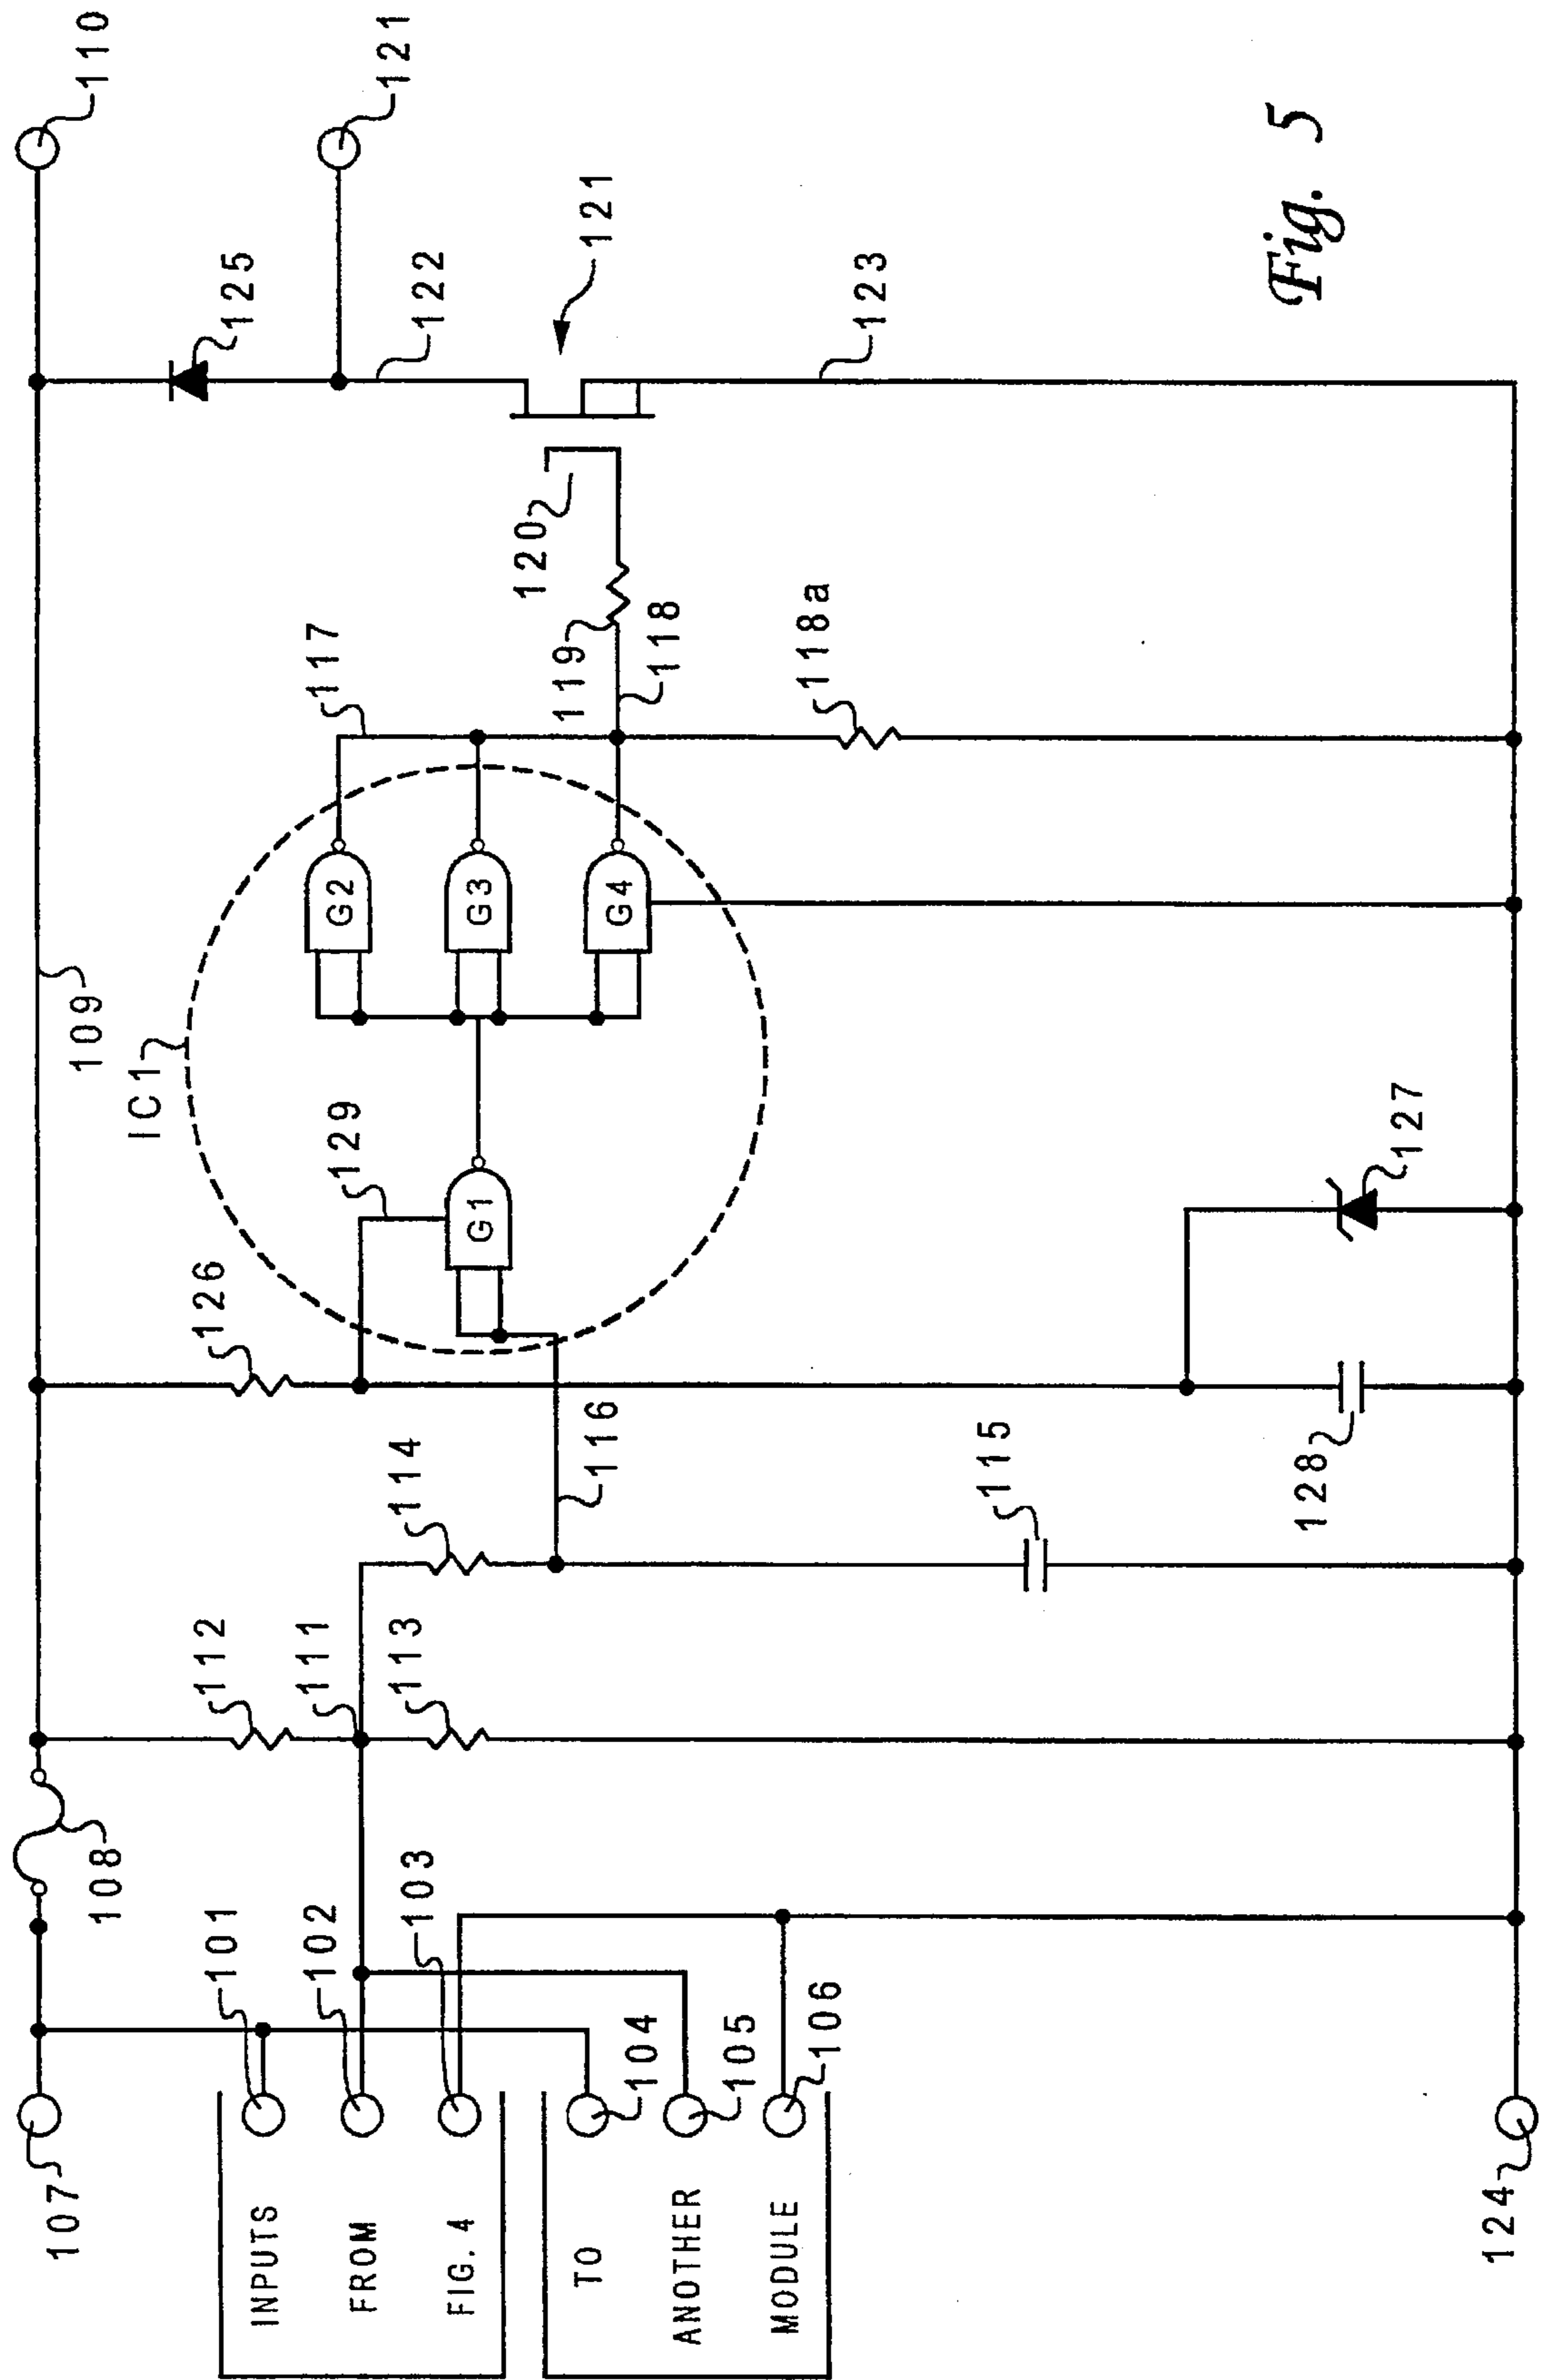 110
121
109
125
122
117
IC1
129
G2
G3
G4
G1
119
118
120
121
118a
123
126
112
111
114
113
116
115
128
127
108
101
102
103
107
INPUTS
FROM
FIG. 4
104
105
106
TO
ANOTHER
MODULE
124
Fig. 5